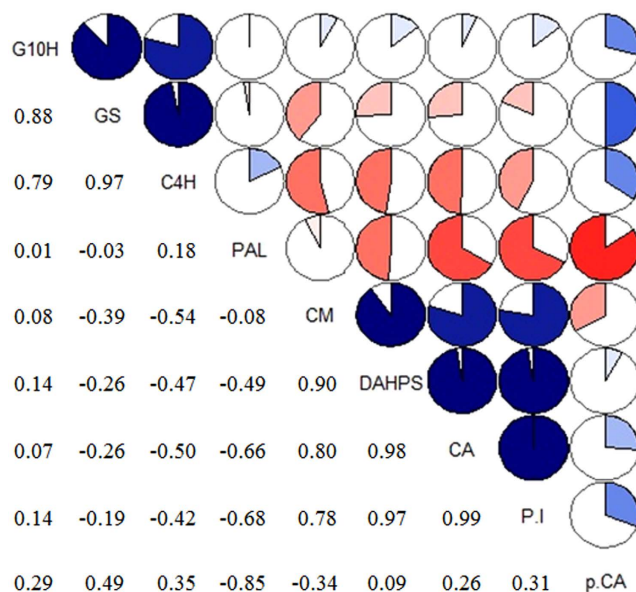 G10H
0.88 GS
0.79 0.97 C4H
0.01 -0.03 0.18 PAL
0.08 -0.39 -0.54 -0.08 CM
0.14 -0.26 -0.47 -0.49 0.90 DAHPS
0.07 -0.26 -0.50 -0.66 0.80 0.98 CA
0.14 -0.19 -0.42 -0.68 0.78 0.97 0.99 P.I
0.29 0.49 0.35 -0.85 -0.34 0.09 0.26 0.31 p.CA